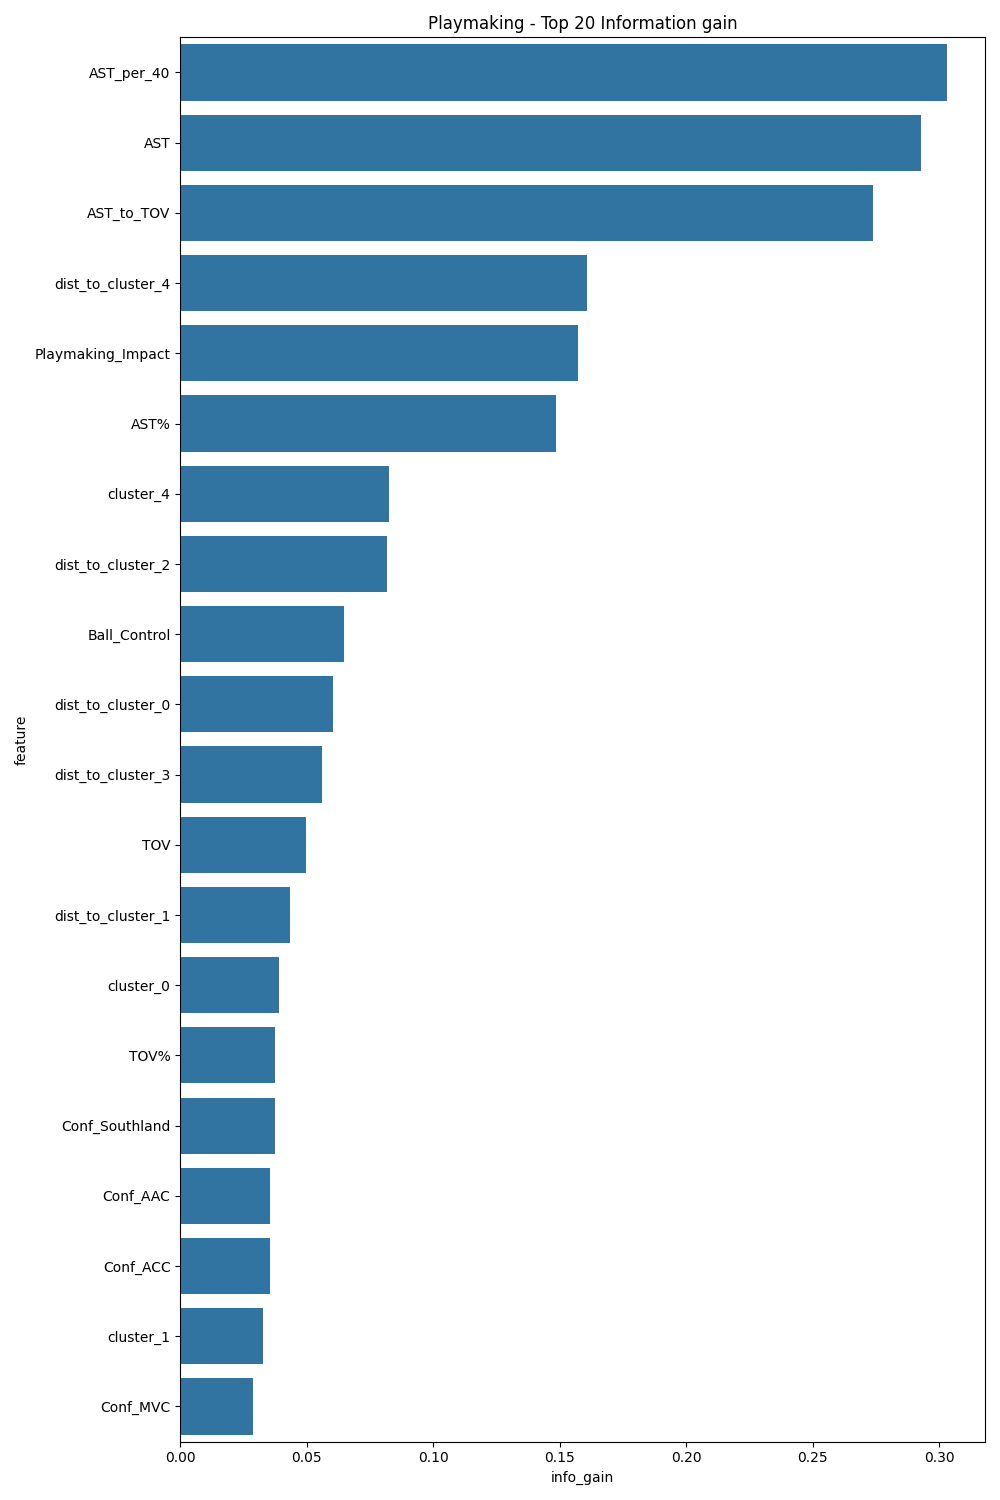 Playmaking - Top 20 Information gain
AST_per_40
AST
AST_to_TOV
dist_to_cluster_4
Playmaking_Impact
AST%
cluster_4
dist_to_cluster_2
Ball_Control
dist_to_cluster_0
feature
dist_to_cluster_3
TOV
dist_to_cluster_1
cluster_0
TOV%
Conf_Southland
Conf_AAC
Conf_ACC
cluster_1
Conf_MVC
0.00 0.05 0.10 0.15 0.20 0.25 0.30
info_gain